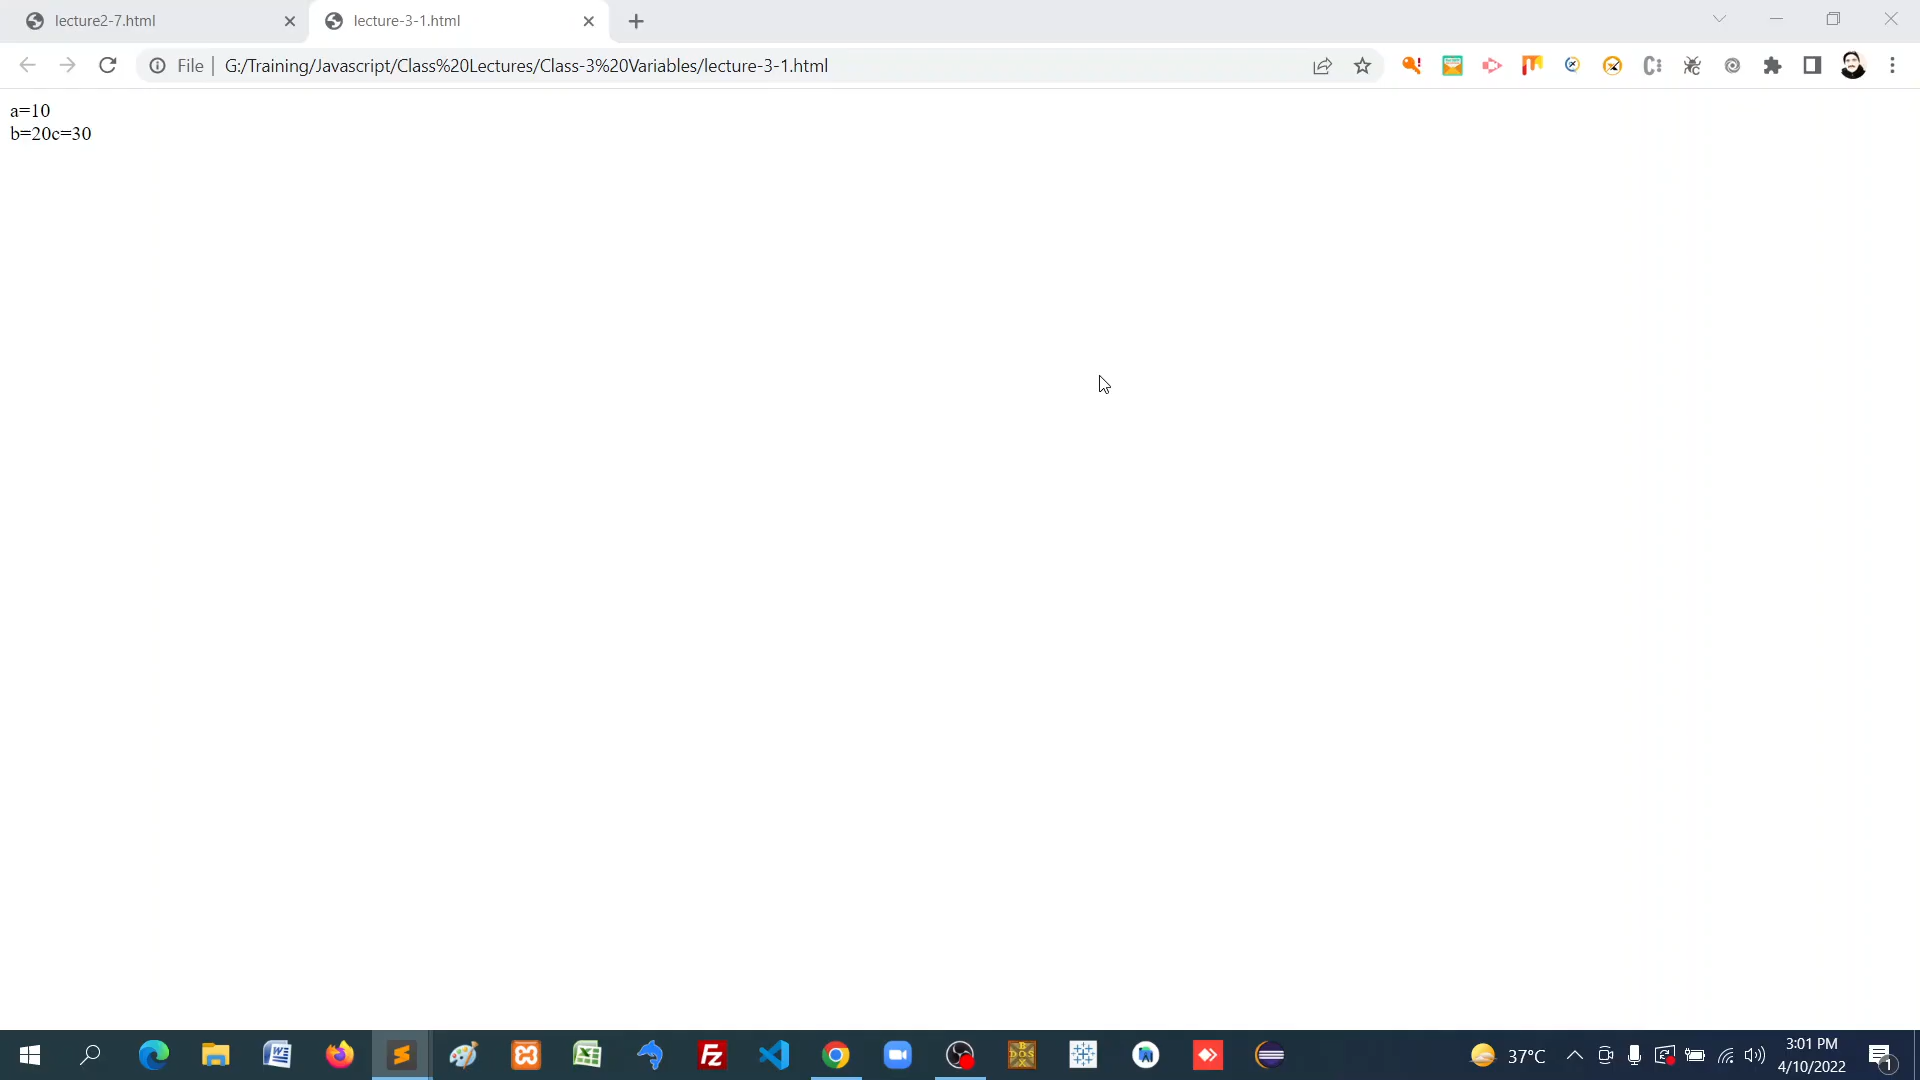 lecture2-7.html
lecture-3-1.html
File | G:/Training/Javascript/Class%20Lectures/Class-3%20Variables/lecture-3-1.html
a=10
b=20c=30
37°C
3:01 PM
4/10/2022
1